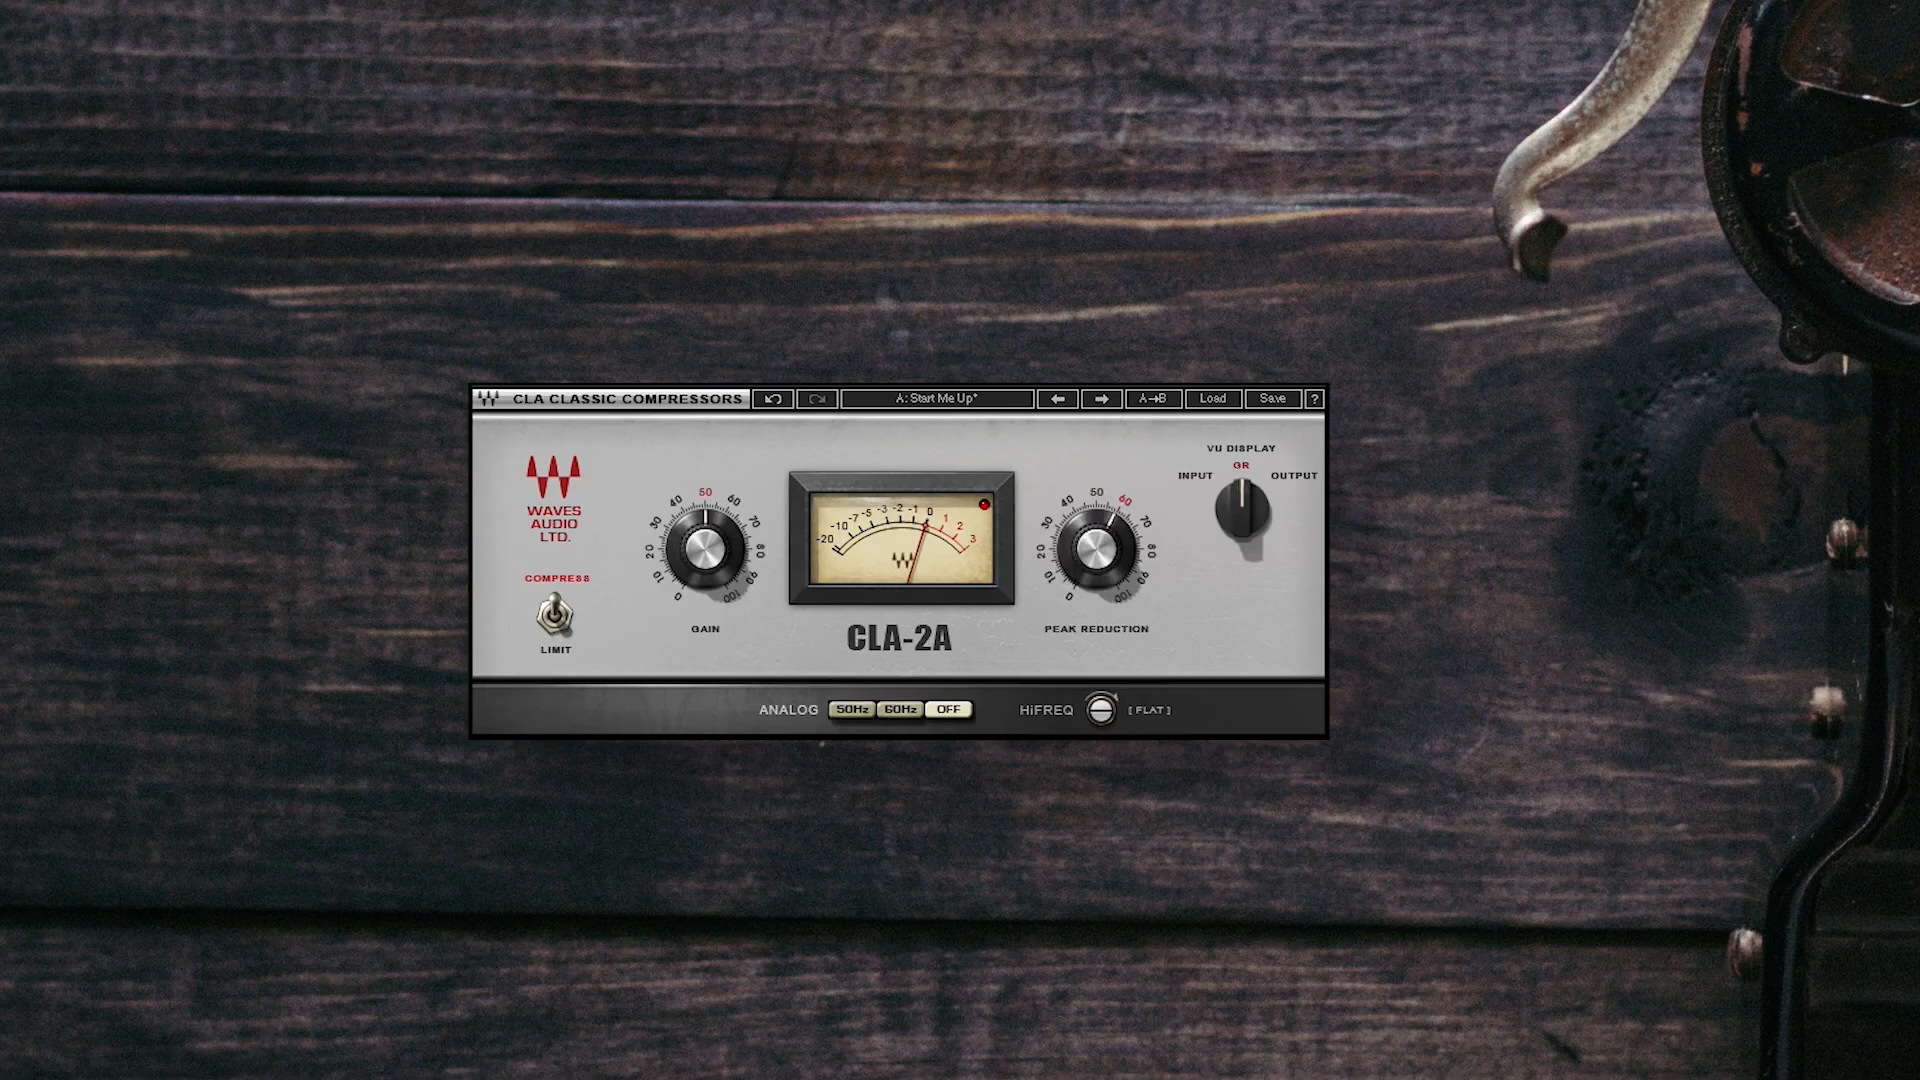 CLA CLASSIC COMPRESSORS
A: Start Me Up*
A→B
Load
Save
?
WAVES
AUDIO
LTD.
COMPRESS
LIMIT
0 10 20 30 40 50 60 70 80 90 100
GAIN
-20 -10 -7 -5 -3 -2 -1 0 1 2 3
CLA-2A
0 10 20 30 40 50 60 70 80 90 100
PEAK REDUCTION
VU DISPLAY
INPUT GR OUTPUT
ANALOG 50Hz 60Hz OFF
HiFREQ [ FLAT ]